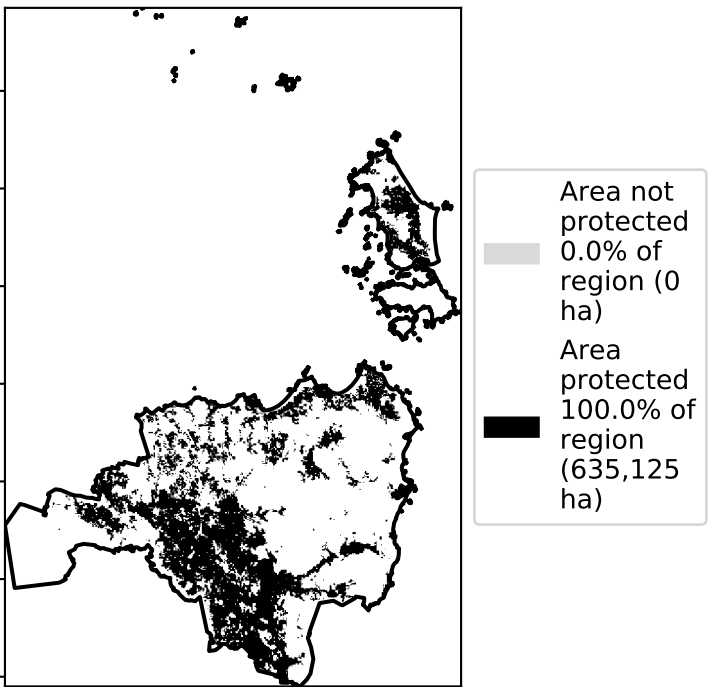 Area not
protected
0.0% of
region (0
ha)
Area
protected
100.0% of
region
(635,125
ha)